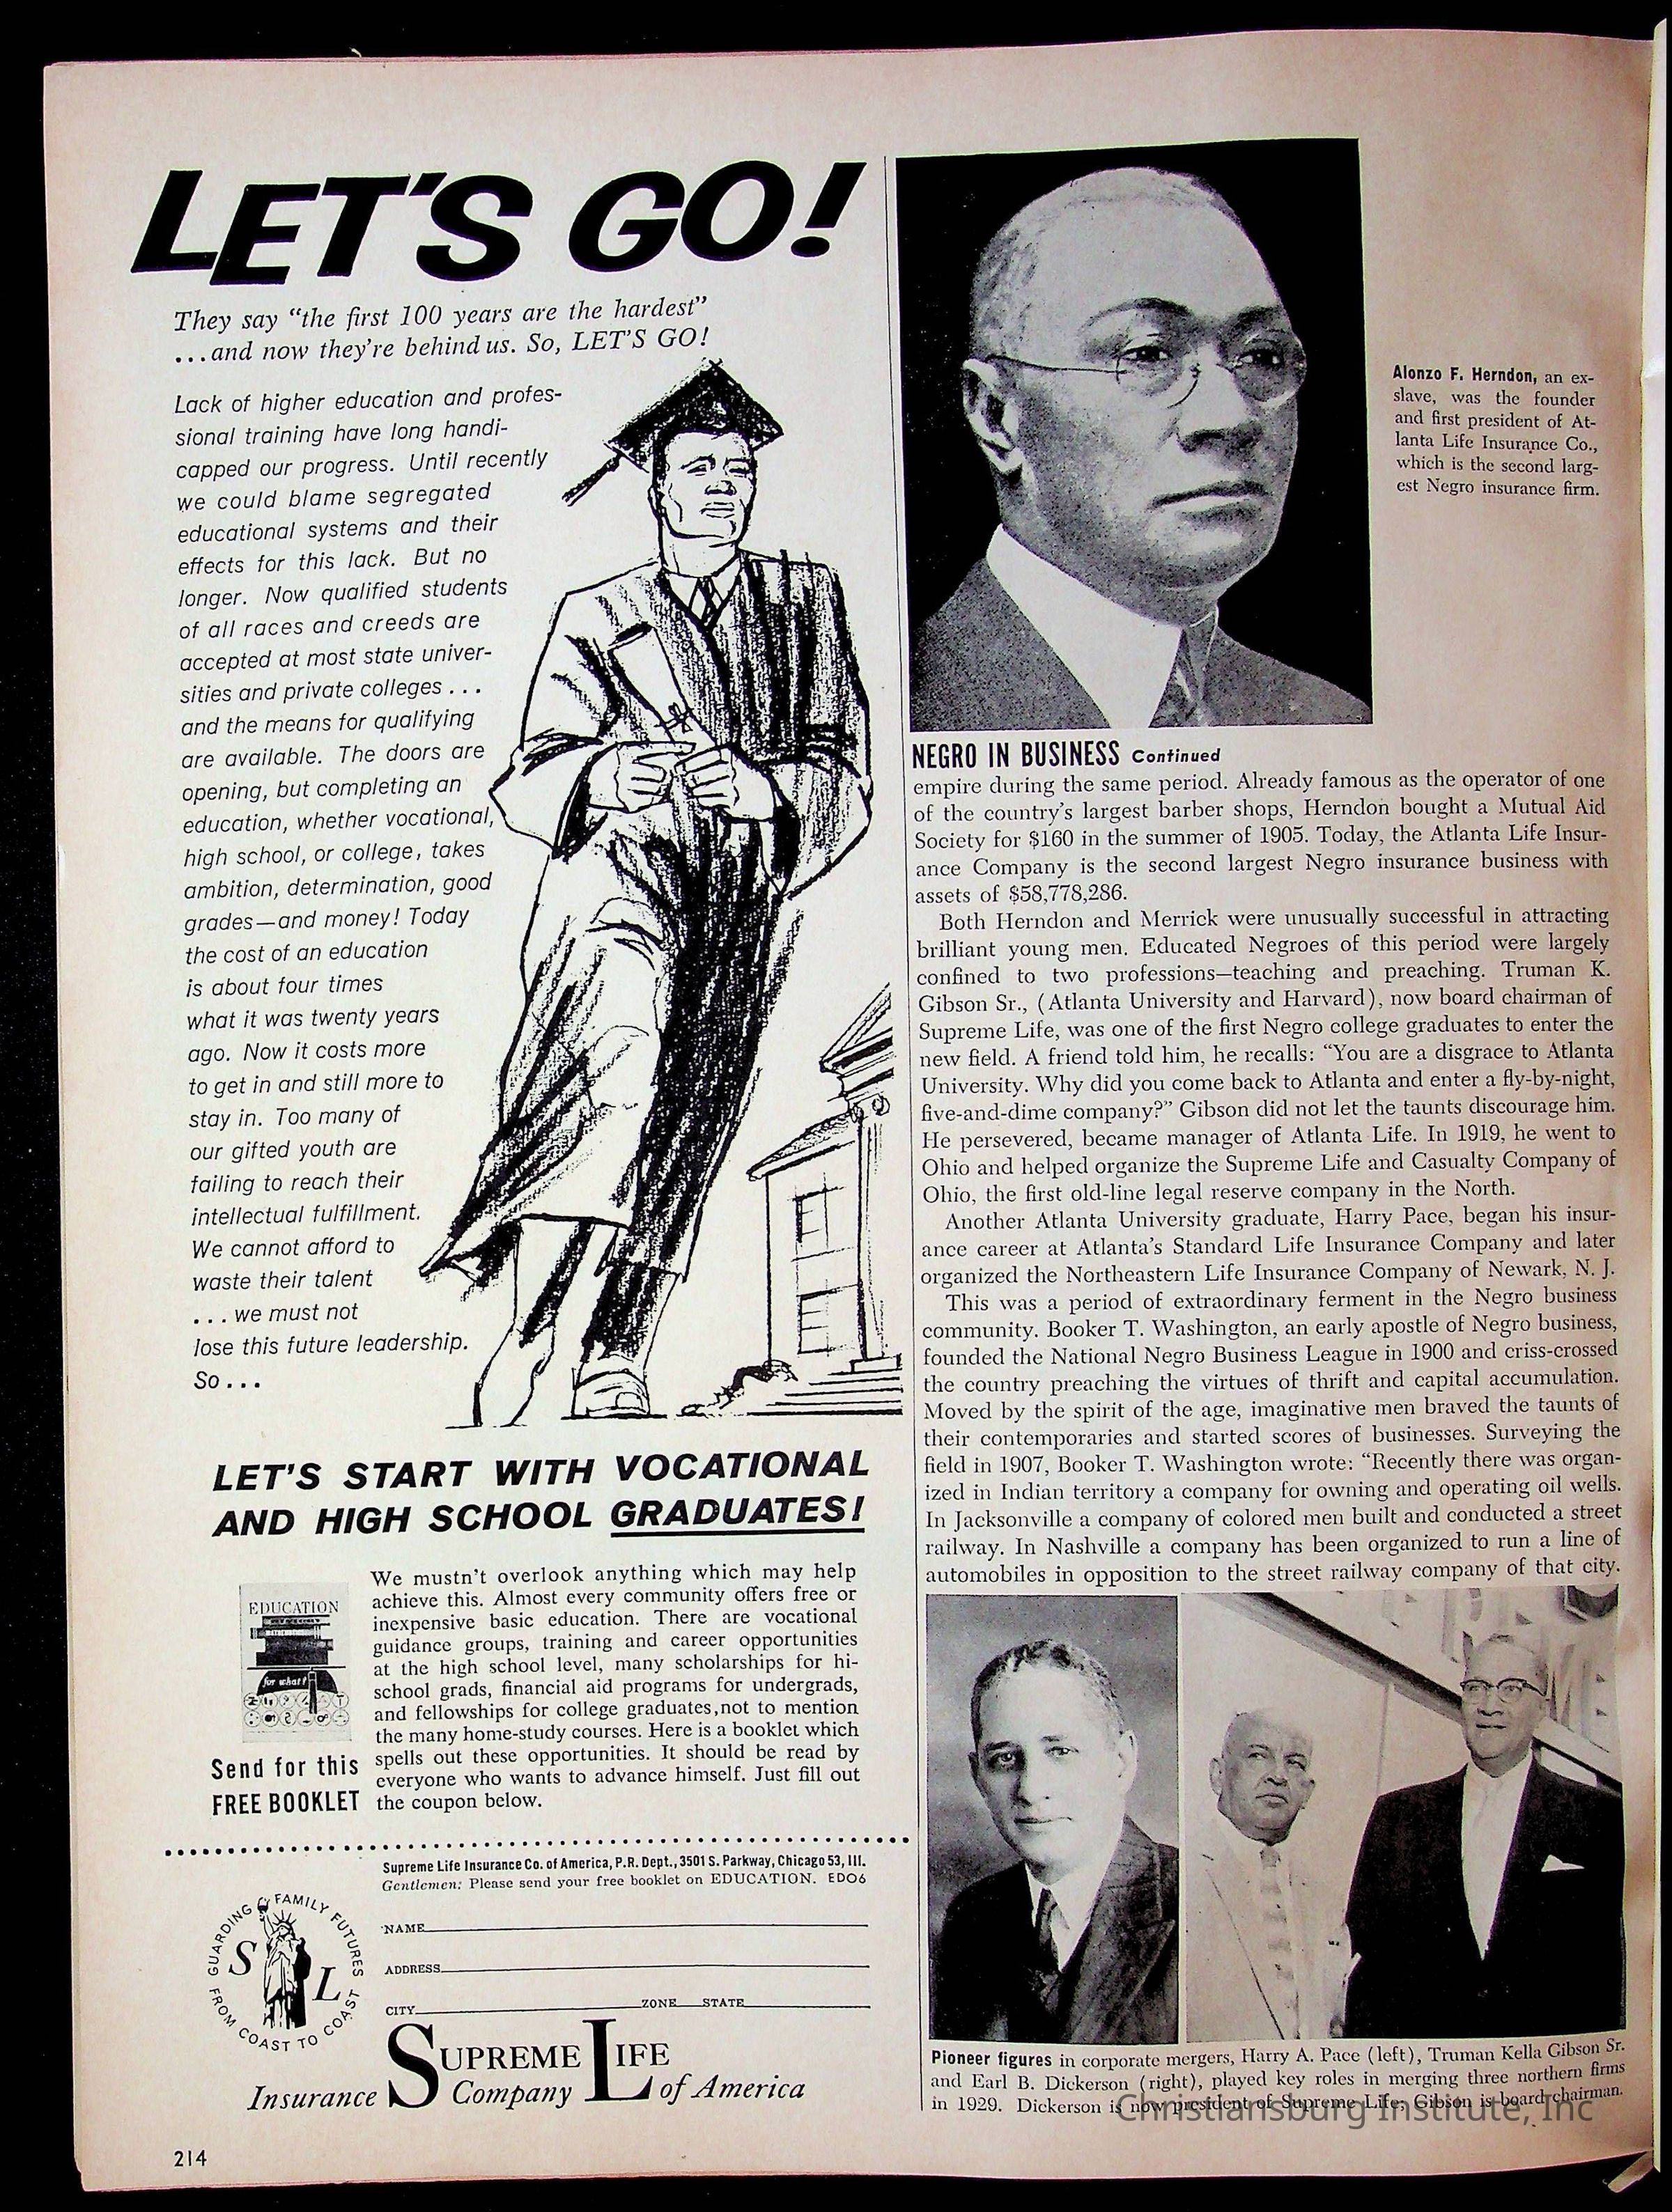 LET'S GO!
They say "the first 100 years are the hardest"
...and now they're behind us. So, LET'S GO!
Lack of higher education and profes-
sional training have long handi-
capped our progress. Until recently
we could blame segregated
educational systems and their
effects for this lack. But no
longer. Now qualified students
of all races and creeds are
accepted at most state univer-
sities and private colleges . . .
and the means for qualifying
are available. The doors are
opening, but completing an
education, whether vocational,
high school, or college, takes
ambition, determination, good
grades—and money! Today
the cost of an education
is about four times
what it was twenty years
ago. Now it costs more
to get in and still more to
stay in. Too many of
our gifted youth are
failing to reach their
intellectual fulfillment.
We cannot afford to
waste their talent
. . . we must not
lose this future leadership.
So . . .
LET'S START WITH VOCATIONAL
AND HIGH SCHOOL GRADUATES!
EDUCATION
for what?
Send for this
FREE BOOKLET
We mustn't overlook anything which may help
achieve this. Almost every community offers free or
inexpensive basic education. There are vocational
guidance groups, training and career opportunities
at the high school level, many scholarships for hi-
school grads, financial aid programs for undergrads,
and fellowships for college graduates, not to mention
the many home-study courses. Here is a booklet which
spells out these opportunities. It should be read by
everyone who wants to advance himself. Just fill out
the coupon below.
Supreme Life Insurance Co. of America, P.R. Dept., 3501 S. Parkway, Chicago 53, Ill.
Gentlemen: Please send your free booklet on EDUCATION. EDO6
NAME
ADDRESS
CITY ZONE STATE
GUARDING FAMILY FUTURES
FROM COAST TO COAST
S L
SUPREME LIFE
Insurance Company of America
214
Alonzo F. Herndon, an ex-
slave, was the founder
and first president of At-
lanta Life Insurance Co.,
which is the second larg-
est Negro insurance firm.
NEGRO IN BUSINESS Continued
empire during the same period. Already famous as the operator of one
of the country's largest barber shops, Herndon bought a Mutual Aid
Society for $160 in the summer of 1905. Today, the Atlanta Life Insur-
ance Company is the second largest Negro insurance business with
assets of $58,778,286.
Both Herndon and Merrick were unusually successful in attracting
brilliant young men. Educated Negroes of this period were largely
confined to two professions—teaching and preaching. Truman K.
Gibson Sr., (Atlanta University and Harvard), now board chairman of
Supreme Life, was one of the first Negro college graduates to enter the
new field. A friend told him, he recalls: "You are a disgrace to Atlanta
University. Why did you come back to Atlanta and enter a fly-by-night,
five-and-dime company?" Gibson did not let the taunts discourage him.
He persevered, became manager of Atlanta Life. In 1919, he went to
Ohio and helped organize the Supreme Life and Casualty Company of
Ohio, the first old-line legal reserve company in the North.
Another Atlanta University graduate, Harry Pace, began his insur-
ance career at Atlanta's Standard Life Insurance Company and later
organized the Northeastern Life Insurance Company of Newark, N. J.
This was a period of extraordinary ferment in the Negro business
community. Booker T. Washington, an early apostle of Negro business,
founded the National Negro Business League in 1900 and criss-crossed
the country preaching the virtues of thrift and capital accumulation.
Moved by the spirit of the age, imaginative men braved the taunts of
their contemporaries and started scores of businesses. Surveying the
field in 1907, Booker T. Washington wrote: "Recently there was organ-
ized in Indian territory a company for owning and operating oil wells.
In Jacksonville a company of colored men built and conducted a street
railway. In Nashville a company has been organized to run a line of
automobiles in opposition to the street railway company of that city.
Pioneer figures in corporate mergers, Harry A. Pace (left), Truman Kella Gibson Sr.
and Earl B. Dickerson (right), played key roles in merging three northern firms
in 1929. Dickerson is now president of Supreme Life; Gibson is board chairman.
Christiansburg Institute, Inc